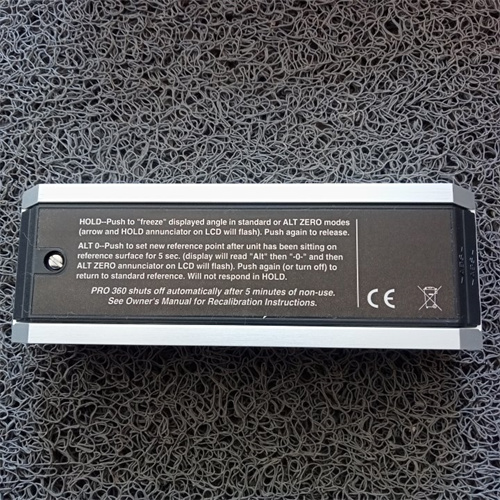 HOLD--Push to "freeze" displayed angle in standard or ALT ZERO modes
(arrow and HOLD annunciator on LCD will flash). Push again to release.
ALT 0--Push to set new reference point after unit has been sitting on
reference surface for 5 sec. (display will read "Alt" then "-0-" and then
ALT ZERO annunciator on LCD will flash). Push again (or turn off) to
return to standard reference. Will not respond in HOLD.
PRO 360 shuts off automatically after 5 minutes of non-use.
See Owner's Manual for Recalibration Instructions.
CE